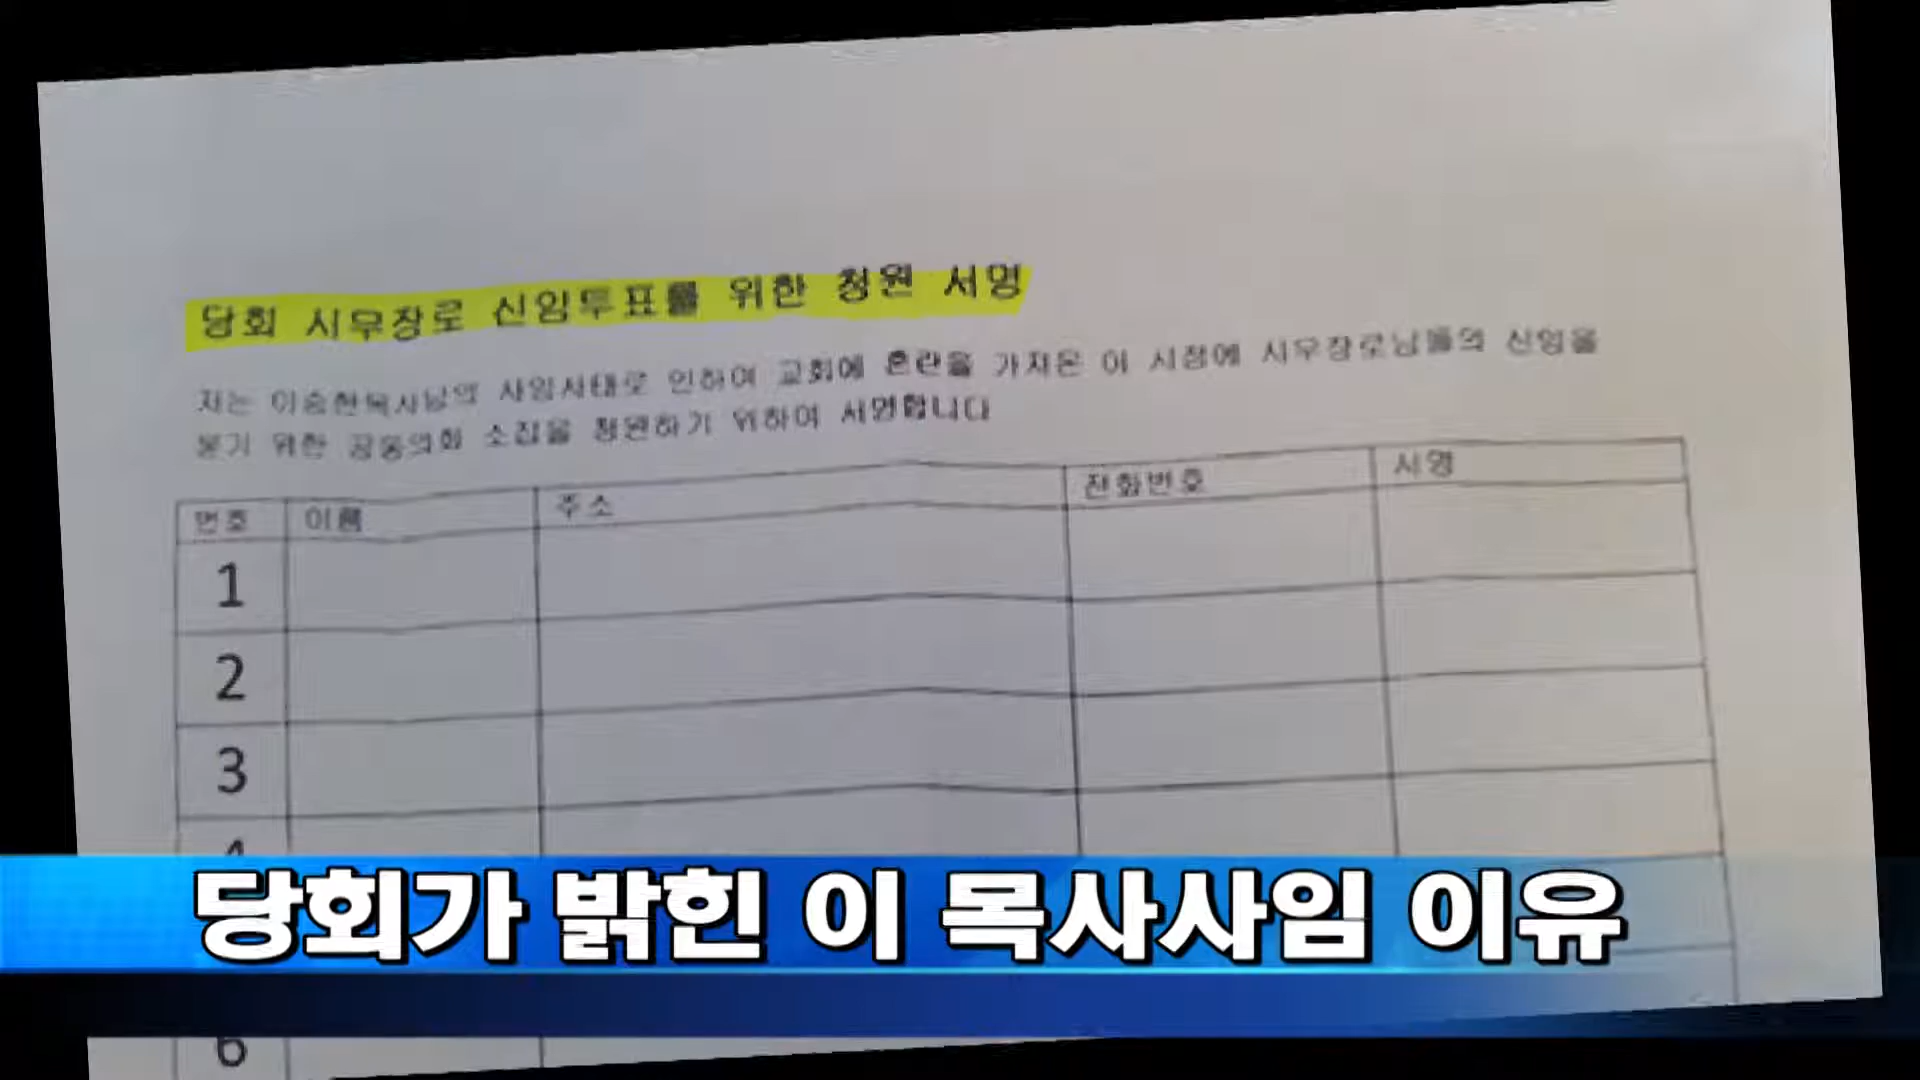 당회 시무장로 신임투표를 위한 청원 서명
저는 이승현목사님의 사임사태로 인하여 교회에 혼란을 가져온 이 시점에 시무장로님들의 신임을
묻기 위한 공동의회 소집을 청원하기 위하여 서명합니다
번호 이름 주소 전화번호 서명
1
2
3
4
당회가 밝힌 이 목사사임 이유
6